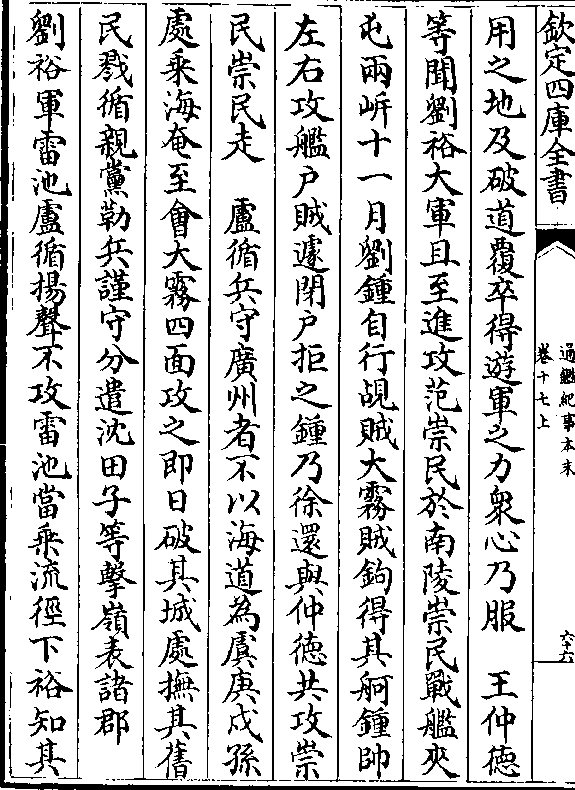 欽定四庫全書
通鑑紀事本末
卷十七上
六十六
用之地及破道覆卒得遊軍之力衆心乃服　王仲德
等聞劉裕大軍且至進攻范崇民於南陵崇民戰艦夾
屯兩岍十一月劉鍾自行覘賊大霧賊鉤得其舸鍾帥
左右攻艦户賊遽閉户拒之鍾乃徐還與仲德共攻崇
民崇民走　盧循兵守廣州者不以海道為虞庚戍孫
處乘海奄至會大霧四面攻之即日破其城處撫其舊
民戮循親黨勒兵謹守分遣沈田子等擊嶺表諸郡
劉裕軍雷池盧循揚聲不攻雷池當乘流徑下裕知其